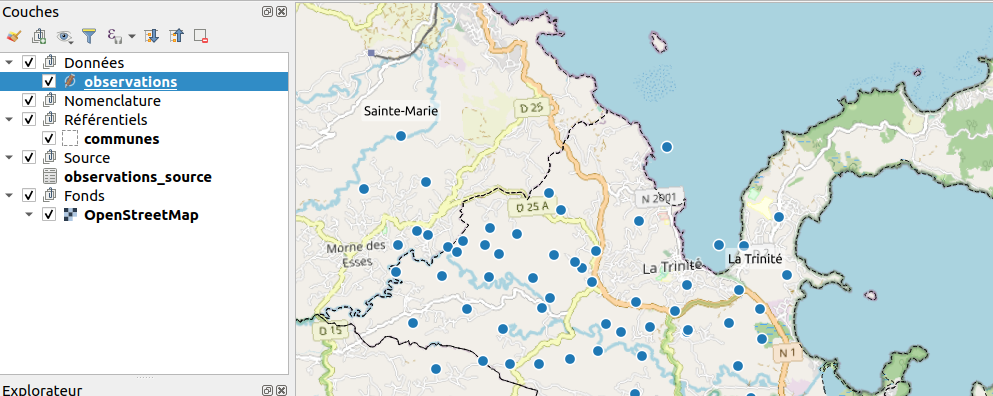 Couches
Données
observations
Nomenclature
Référentiels
communes
Source
observations_source
Fonds
OpenStreetMap
Explorateur
Sainte-Marie
D 25
N 2001
D 25 A
Morne des
Esses
La Trinité
La Trinité
D 15
N 1